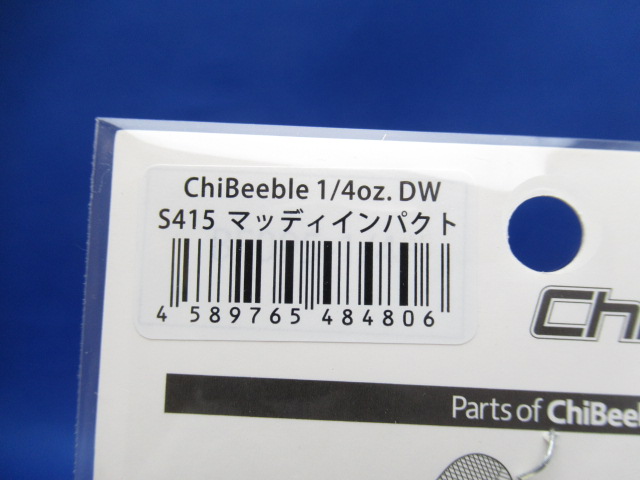 ChiBeeble 1/4oz. DW
S415 マッディインパクト
4 589765 484806
Parts of ChiBeeb